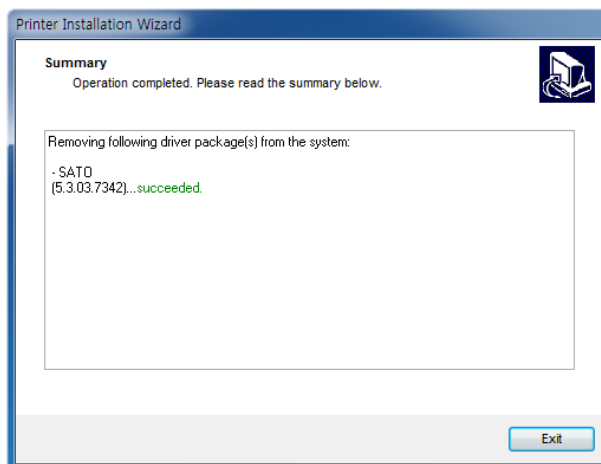 Printer Installation Wizard
Summary
Operation completed. Please read the summary below.
Removing following driver package(s) from the system:
- SATO
(5.3.03.7342)...succeeded.
Exit